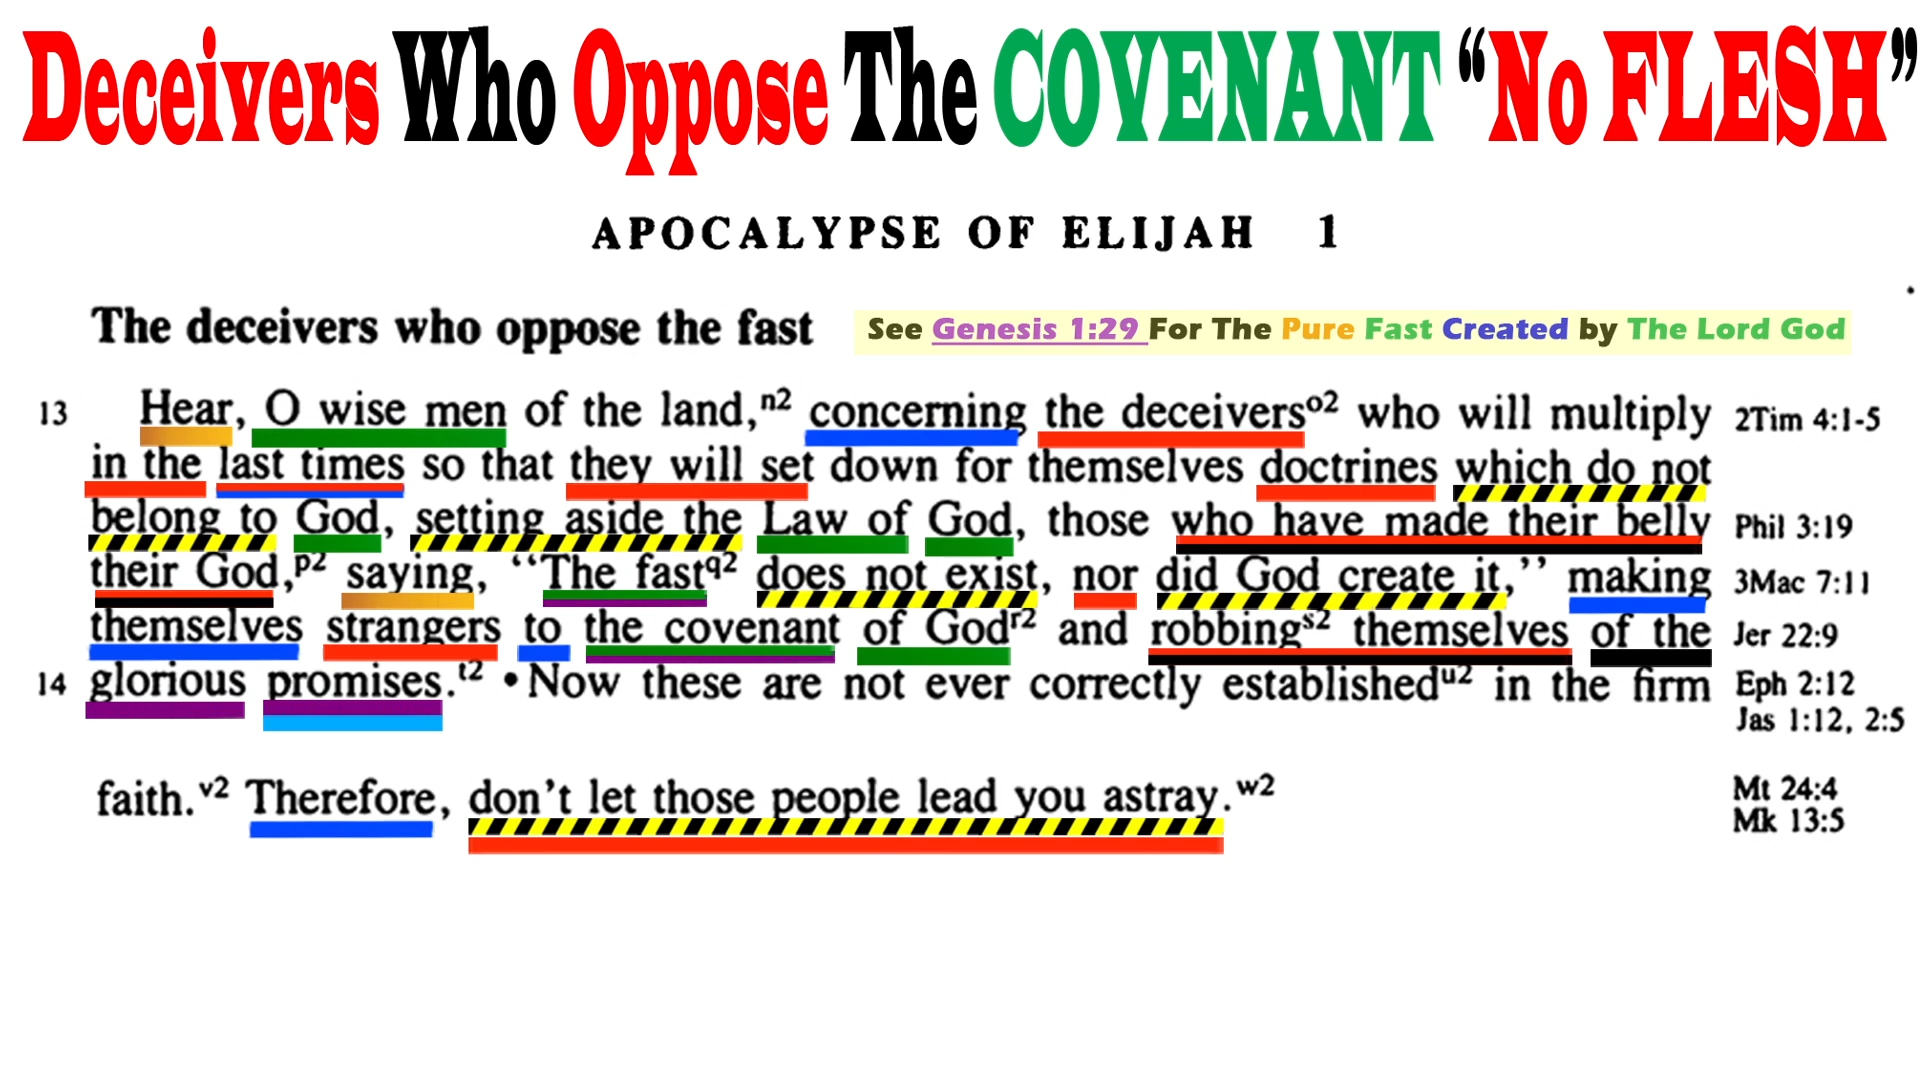 Deceivers Who Oppose The COVENANT “No FLESH”
APOCALYPSE OF ELIJAH 1
The deceivers who oppose the fast
See Genesis 1:29 For The Pure Fast Created by The Lord God
13 Hear, O wise men of the land,n2 concerning the deceiverso2 who will multiply 2Tim 4:1-5
in the last times so that they will set down for themselves doctrines which do not
belong to God, setting aside the Law of God, those who have made their belly Phil 3:19
their God,p2 saying, “The fastq2 does not exist, nor did God create it,” making 3Mac 7:11
themselves strangers to the covenant of Godr2 and robbings2 themselves of the Jer 22:9
14 glorious promises.t2 •Now these are not ever correctly establishedu2 in the firm Eph 2:12
Jas 1:12, 2:5
faith.v2 Therefore, don’t let those people lead you astray.w2 Mt 24:4
Mk 13:5